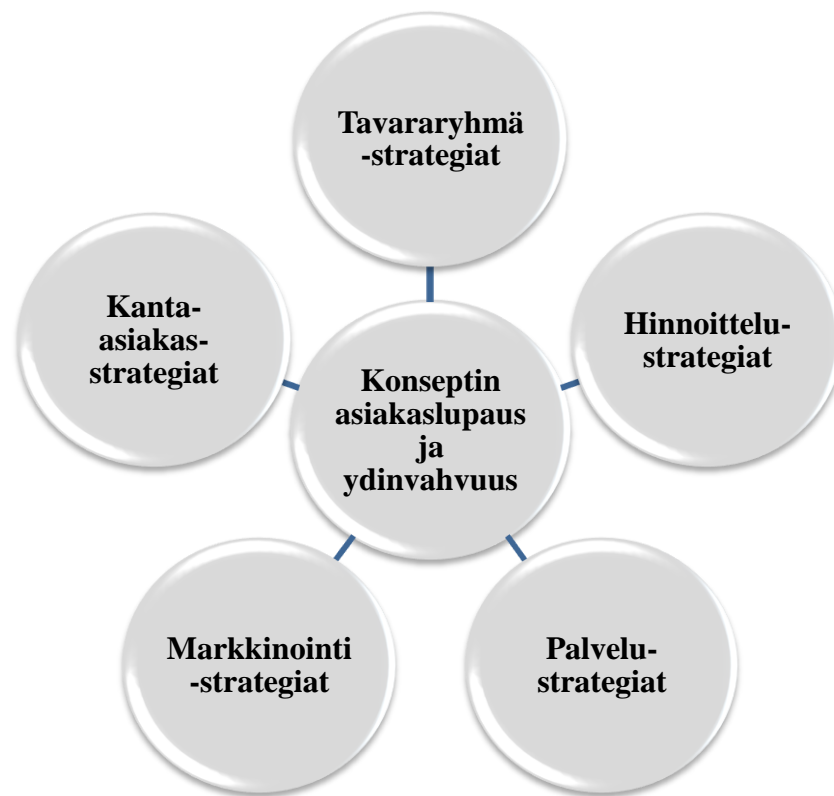 Tavararyhmä
-strategiat
Kanta-
asiakas-
strategiat
Hinnoittelu-
strategiat
Konseptin
asiakaslupaus
ja
ydinvahvuus
Markkinointi
-strategiat
Palvelu-
strategiat